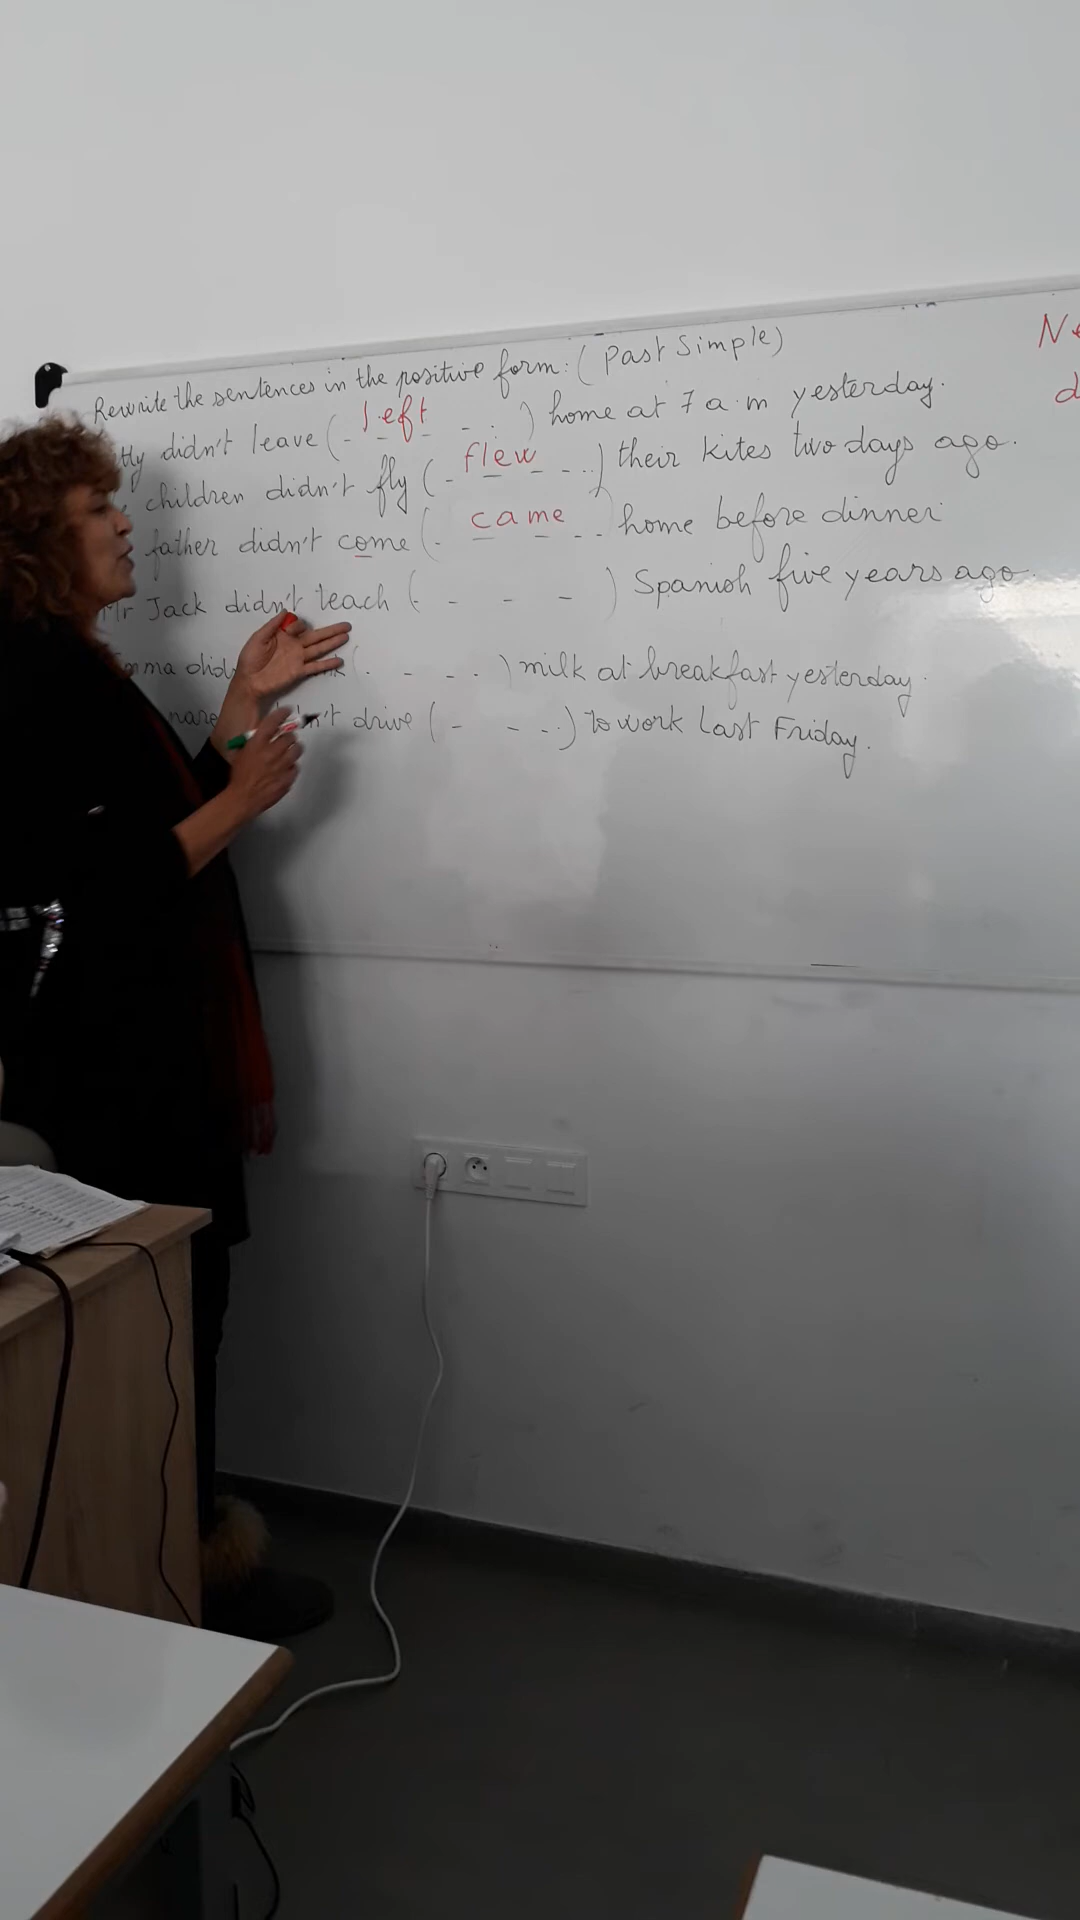 Rewrite the sentences in the positive form: (Past Simple)
didn't leave (- left - - . ) home at 7 a.m yesterday.
children didn't fly (- flew - ...) their kites two days ago.
father didn't come (- came - . . ) home before dinner
Mr Jack didn't teach (- - - - ) Spanish five years ago.
(. - - . ) milk at breakfast yesterday.
drive (- - - ..) to work last Friday.